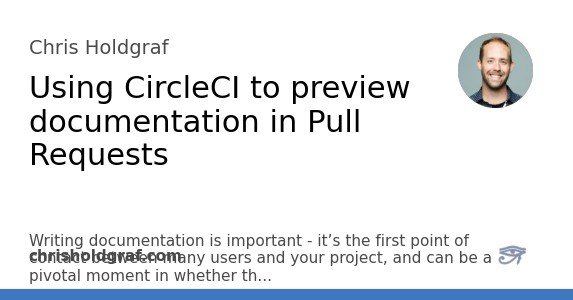 Chris Holdgraf
Using CircleCI to preview
documentation in Pull
Requests
Writing documentation is important - it’s the first point of
contact between many users and your project, and can be a
chrisholdgraf.com
pivotal moment in whether th...